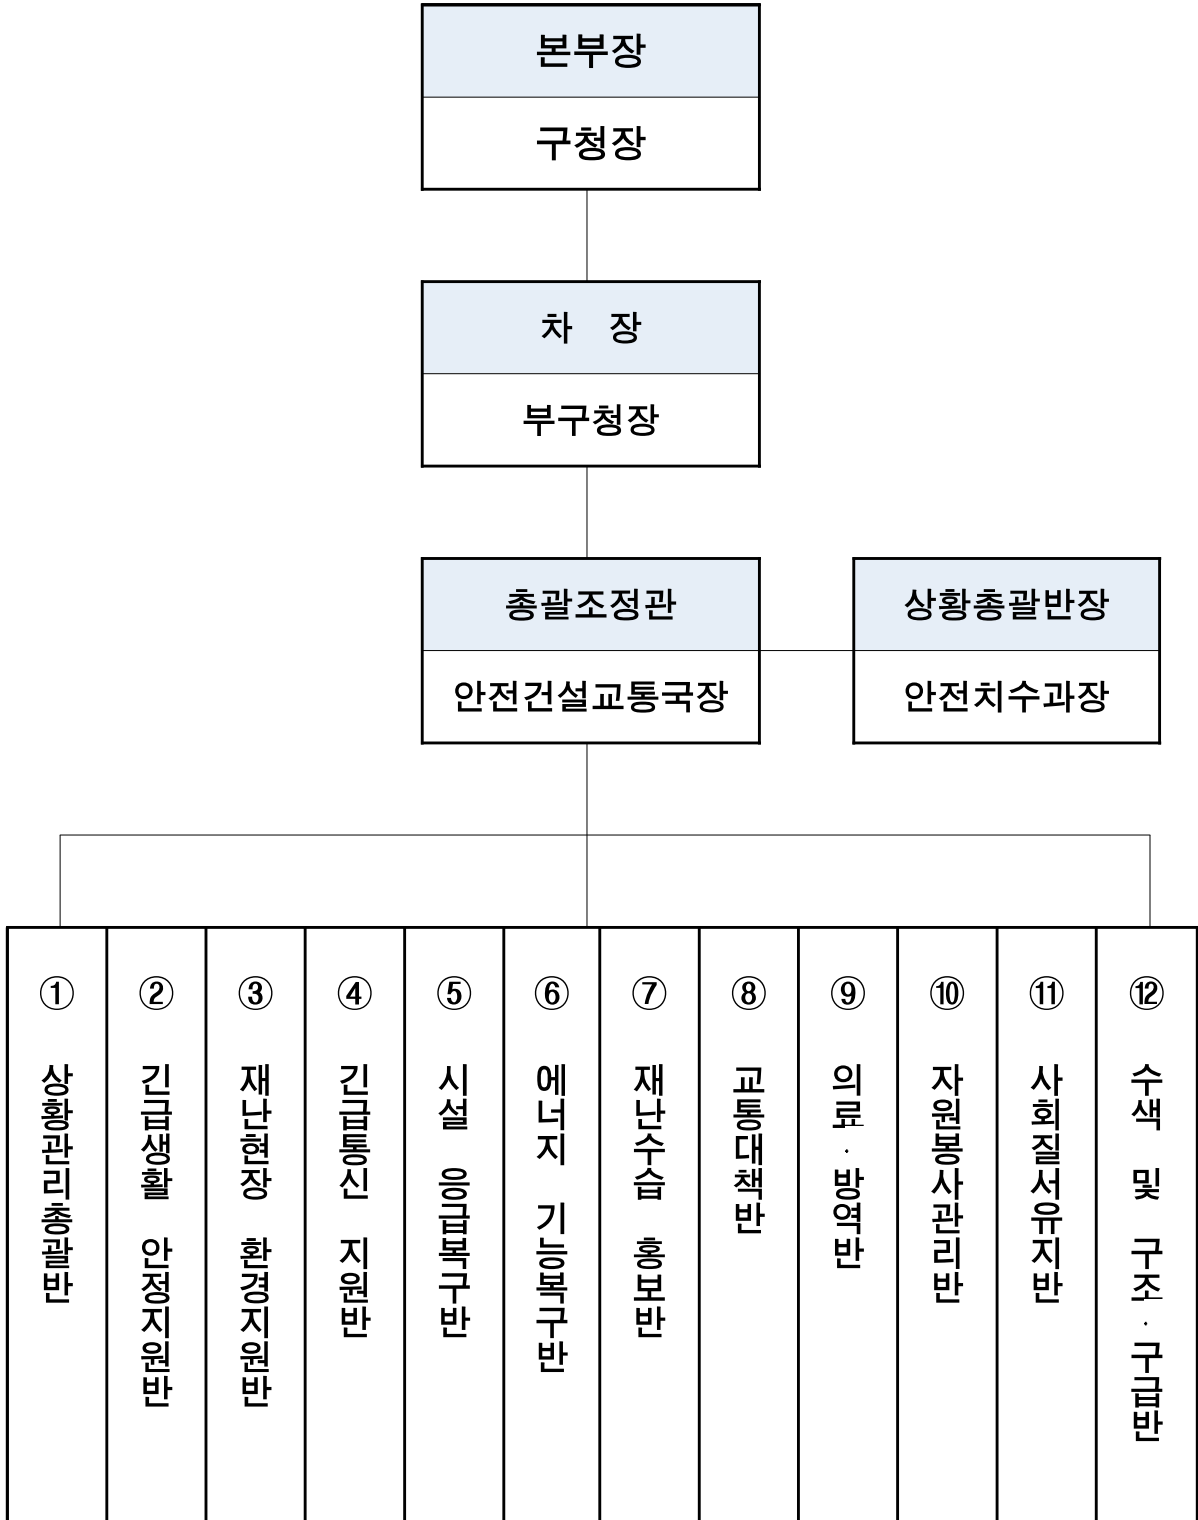 본부장
구청장
차 장
부구청장
총괄조정관
상황총괄반장
안전건설교통국장
안전치수과장
① 상황관리총괄반
② 긴급생활 안정지원반
③ 재난현장 환경지원반
④ 긴급통신 지원반
⑤ 시설 응급복구반
⑥ 에너지 기능복구반
⑦ 재난수습 홍보반
⑧ 교통대책반
⑨ 의료·방역반
⑩ 자원봉사관리반
⑪ 사회질서유지반
⑫ 수색 및 구조·구급반